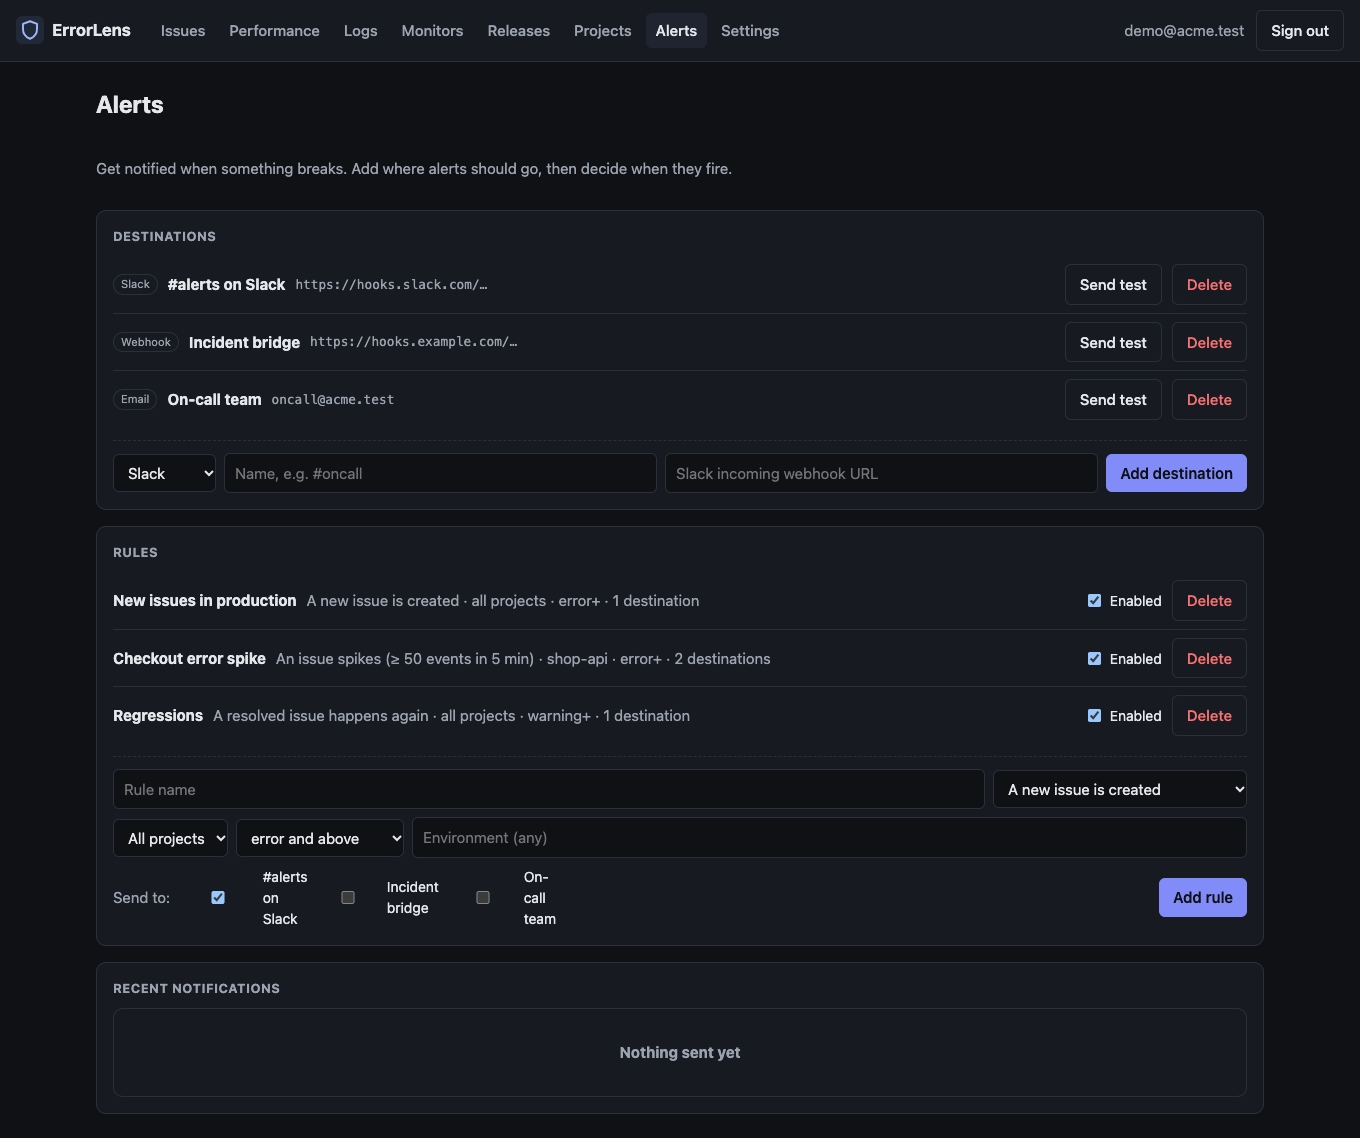 ErrorLens Issues Performance Logs Monitors Releases Projects Alerts Settings demo@acme.test Sign out
Alerts
Get notified when something breaks. Add where alerts should go, then decide when they fire.
DESTINATIONS
Slack #alerts on Slack https://hooks.slack.com/… Send test Delete
Webhook Incident bridge https://hooks.example.com/… Send test Delete
Email On-call team oncall@acme.test Send test Delete
Slack Name, e.g. #oncall Slack incoming webhook URL Add destination
RULES
New issues in production A new issue is created · all projects · error+ · 1 destination Enabled Delete
Checkout error spike An issue spikes (≥ 50 events in 5 min) · shop-api · error+ · 2 destinations Enabled Delete
Regressions A resolved issue happens again · all projects · warning+ · 1 destination Enabled Delete
Rule name A new issue is created
All projects error and above Environment (any)
Send to:
#alerts
on
Slack
Incident
bridge
On-
call
team
Add rule
RECENT NOTIFICATIONS
Nothing sent yet